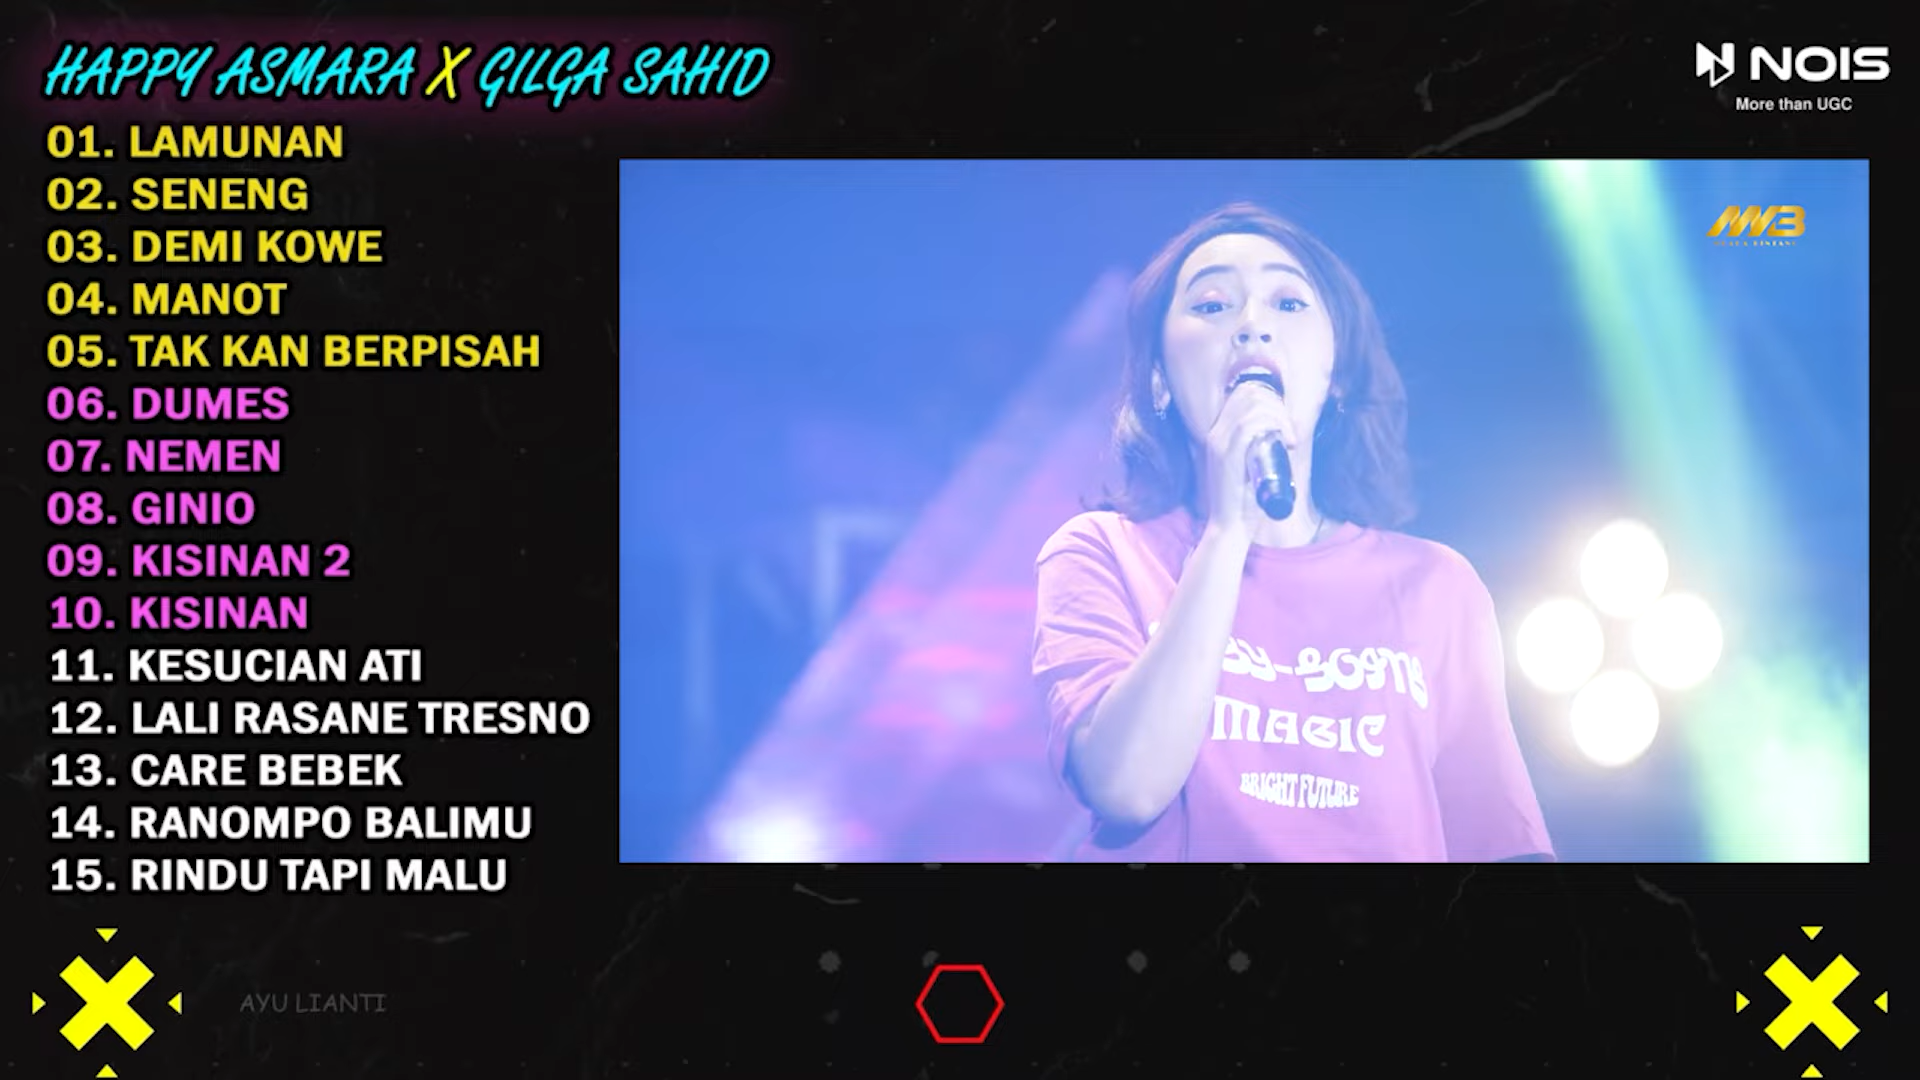 HAPPY ASMARA X GILGA SAHID
NOIS
More than UGC
01. LAMUNAN
02. SENENG
03. DEMI KOWE
04. MANOT
05. TAK KAN BERPISAH
06. DUMES
07. NEMEN
08. GINIO
09. KISINAN 2
10. KISINAN
11. KESUCIAN ATI
12. LALI RASANE TRESNO
13. CARE BEBEK
14. RANOMPO BALIMU
15. RINDU TAPI MALU
MAGIC
BRIGHT FUTURE
AYU LIANTI